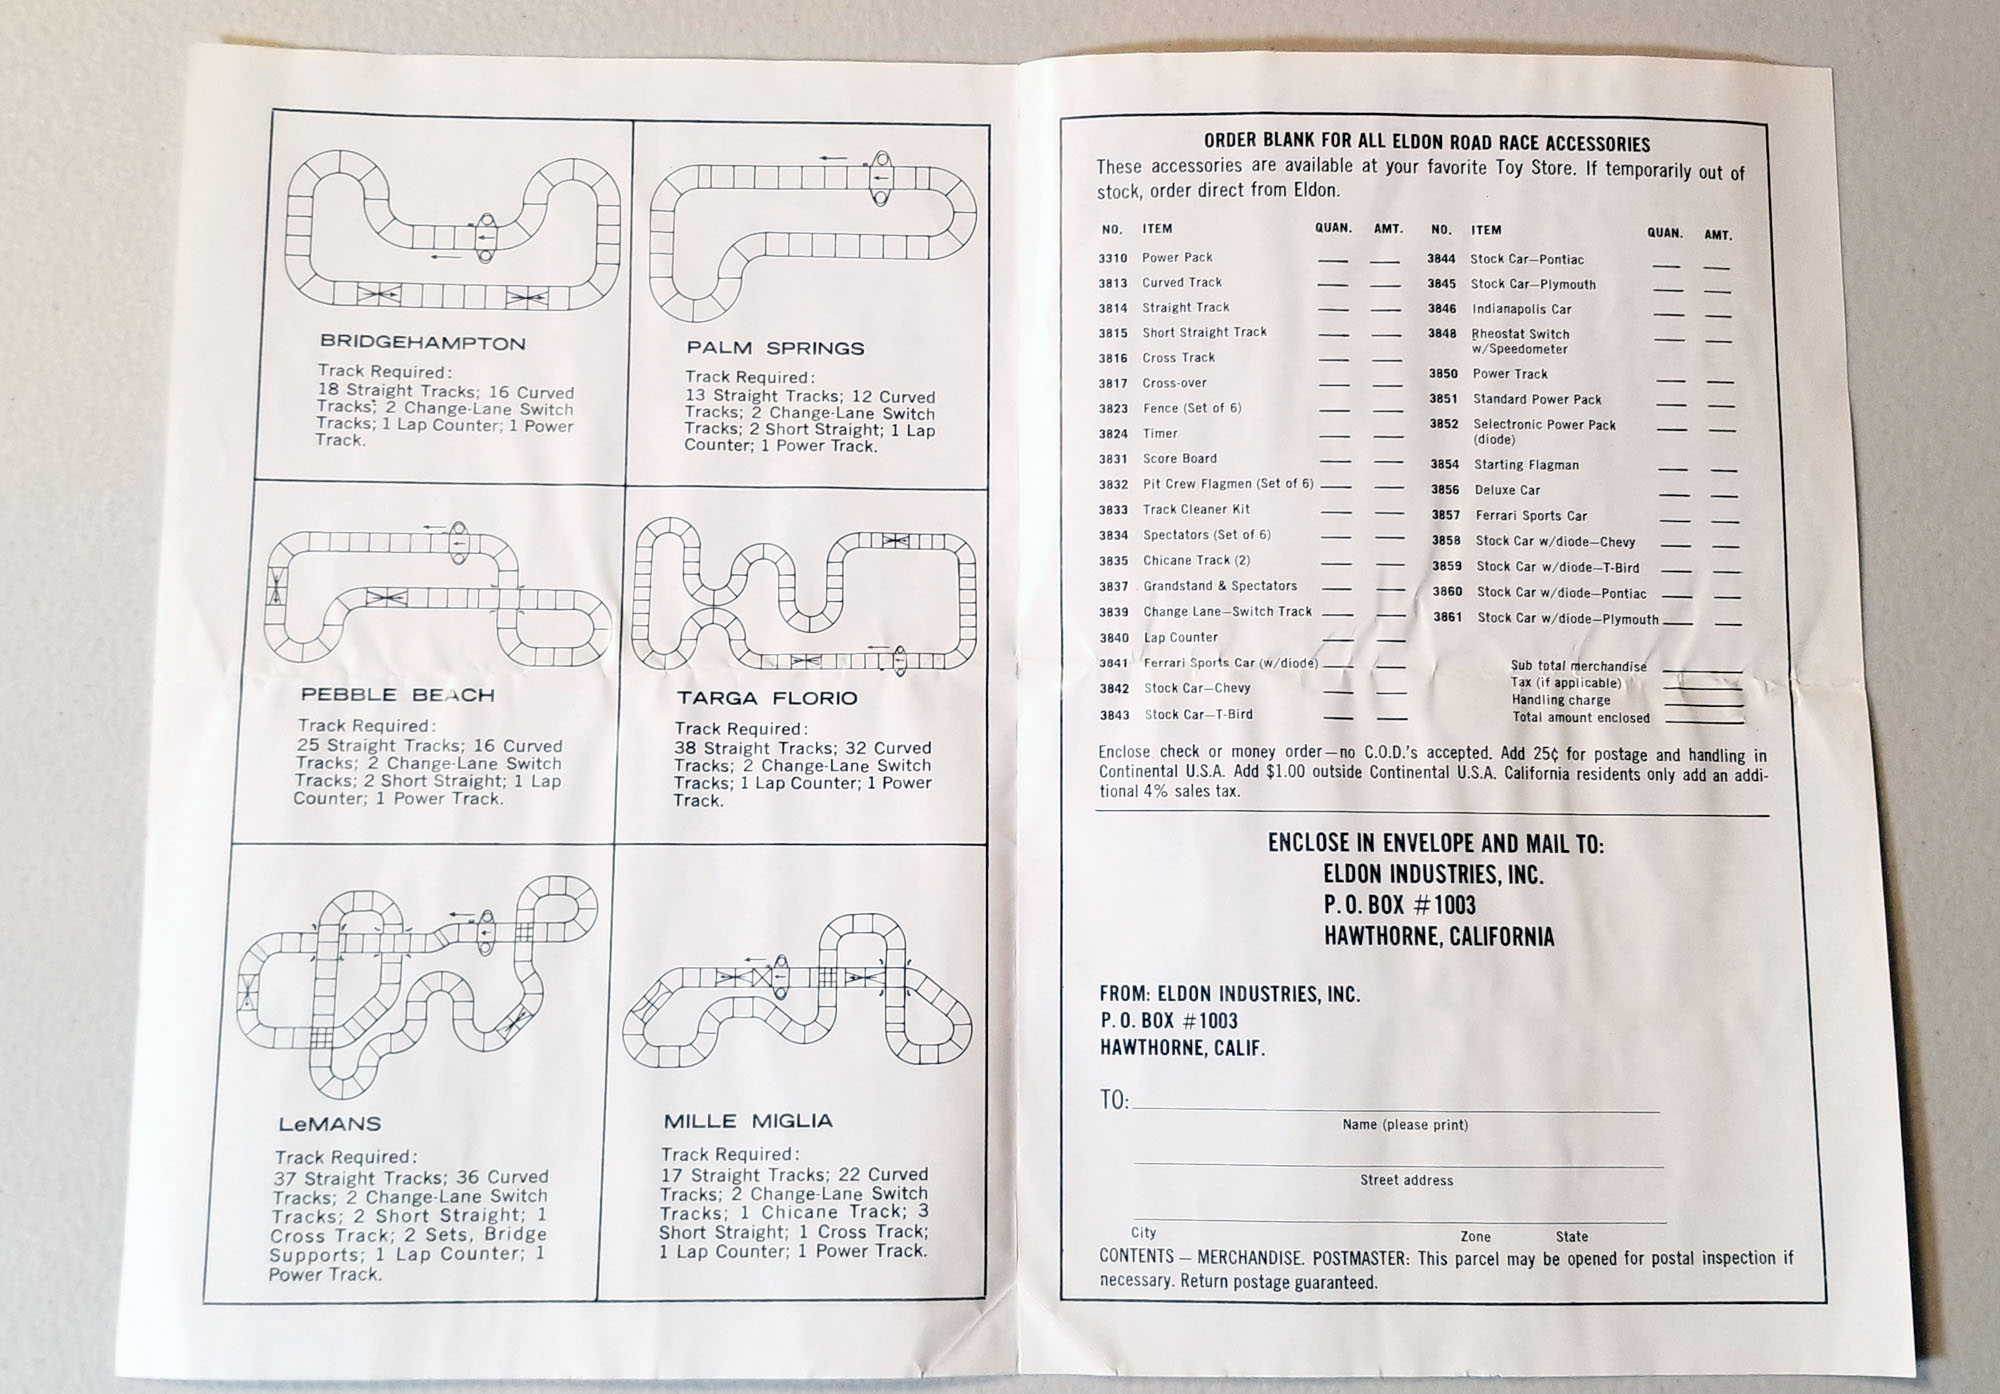 BRIDGEHAMPTON
Track Required:
18 Straight Tracks; 16 Curved
Tracks; 2 Change-Lane Switch
Tracks; 1 Lap Counter; 1 Power
Track.
PALM SPRINGS
Track Required:
13 Straight Tracks; 12 Curved
Tracks; 2 Change-Lane Switch
Tracks; 2 Short Straight; 1 Lap
Counter; 1 Power Track.
PEBBLE BEACH
Track Required:
25 Straight Tracks; 16 Curved
Tracks; 2 Change-Lane Switch
Tracks; 2 Short Straight; 1 Lap
Counter; 1 Power Track.
TARGA FLORIO
Track Required:
38 Straight Tracks; 32 Curved
Tracks; 2 Change-Lane Switch
Tracks; 1 Lap Counter; 1 Power
Track.
LeMANS
Track Required:
37 Straight Tracks; 36 Curved
Tracks; 2 Change-Lane Switch
Tracks; 2 Short Straight; 1
Cross Track; 2 Sets, Bridge
Supports; 1 Lap Counter; 1
Power Track.
MILLE MIGLIA
Track Required:
17 Straight Tracks; 22 Curved
Tracks; 2 Change-Lane Switch
Tracks; 1 Chicane Track; 3
Short Straight; 1 Cross Track;
1 Lap Counter; 1 Power Track.
ORDER BLANK FOR ALL ELDON ROAD RACE ACCESSORIES
These accessories are available at your favorite Toy Store. If temporarily out of
stock, order direct from Eldon.
NO. ITEM QUAN. AMT.
3310 Power Pack
3813 Curved Track
3814 Straight Track
3815 Short Straight Track
3816 Cross Track
3817 Cross-over
3823 Fence (Set of 6)
3824 Timer
3831 Score Board
3832 Pit Crew Flagmen (Set of 6)
3833 Track Cleaner Kit
3834 Spectators (Set of 6)
3835 Chicane Track (2)
3837 Grandstand & Spectators
3839 Change Lane—Switch Track
3840 Lap Counter
3841 Ferrari Sports Car (w/diode)
3842 Stock Car—Chevy
3843 Stock Car—T-Bird
NO. ITEM QUAN. AMT.
3844 Stock Car—Pontiac
3845 Stock Car—Plymouth
3846 Indianapolis Car
3848 Rheostat Switch
w/Speedometer
3850 Power Track
3851 Standard Power Pack
3852 Selectronic Power Pack
(diode)
3854 Starting Flagman
3856 Deluxe Car
3857 Ferrari Sports Car
3858 Stock Car w/diode—Chevy
3859 Stock Car w/diode—T-Bird
3860 Stock Car w/diode—Pontiac
3861 Stock Car w/diode—Plymouth
Sub total merchandise
Tax (if applicable)
Handling charge
Total amount enclosed
Enclose check or money order—no C.O.D.'s accepted. Add 25¢ for postage and handling in
Continental U.S.A. Add $1.00 outside Continental U.S.A. California residents only add an addi-
tional 4% sales tax.
ENCLOSE IN ENVELOPE AND MAIL TO:
ELDON INDUSTRIES, INC.
P. O. BOX #1003
HAWTHORNE, CALIFORNIA
FROM: ELDON INDUSTRIES, INC.
P. O. BOX #1003
HAWTHORNE, CALIF.
TO:
Name (please print)
Street address
City Zone State
CONTENTS — MERCHANDISE. POSTMASTER: This parcel may be opened for postal inspection if
necessary. Return postage guaranteed.